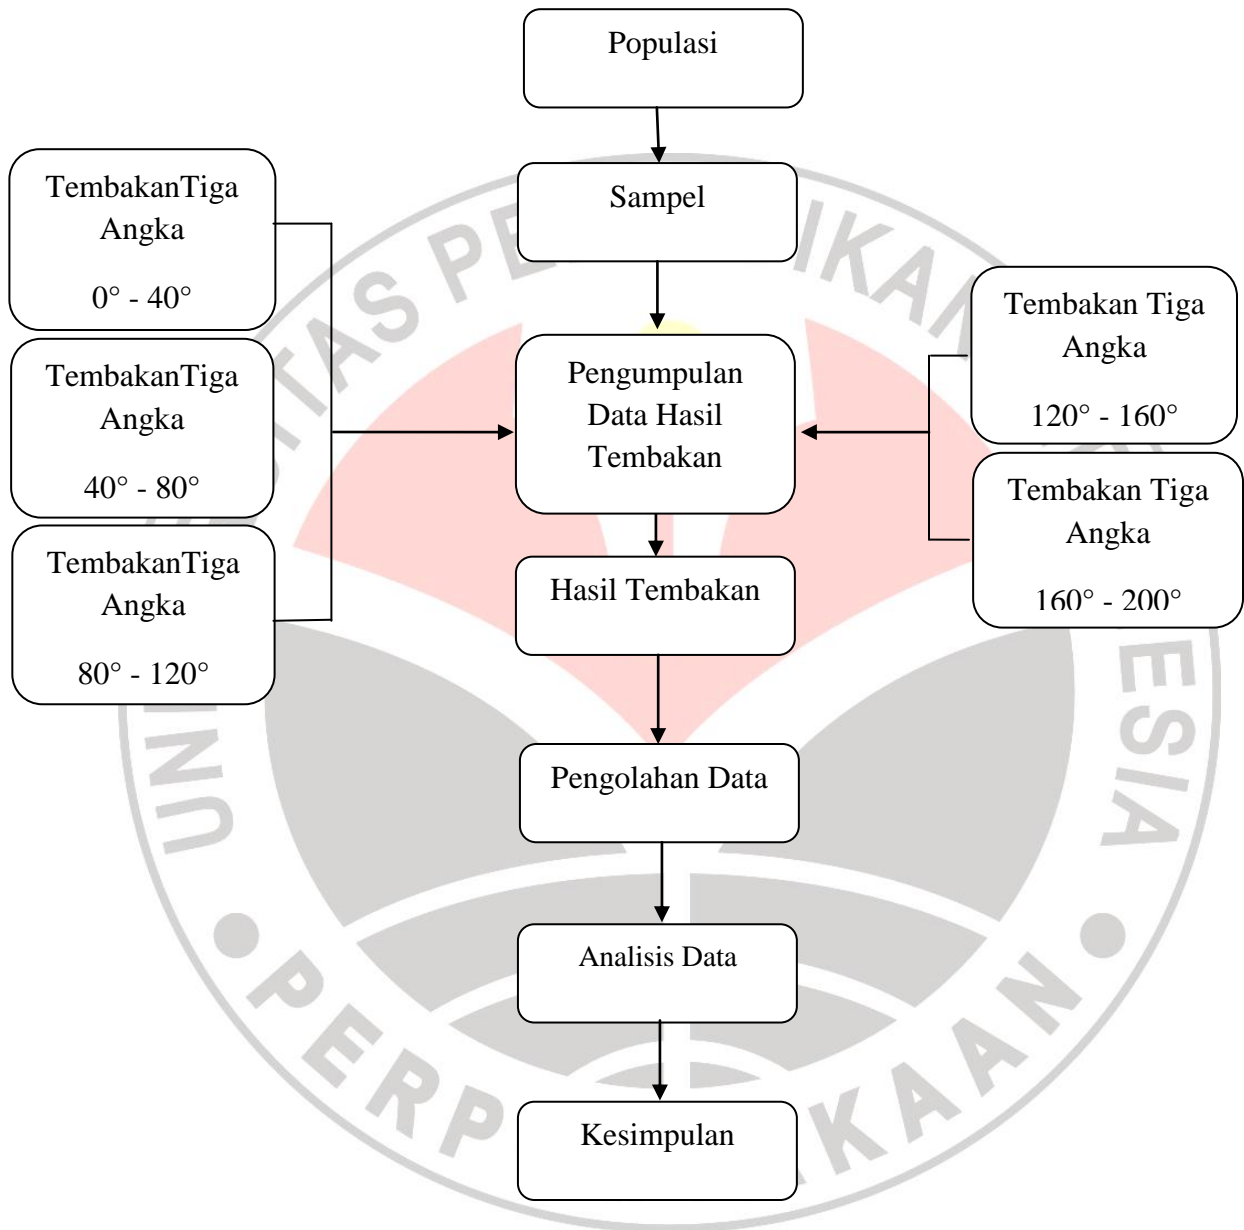 Populasi
Sampel
TembakanTiga
Angka
0° - 40°
TembakanTiga
Angka
40° - 80°
TembakanTiga
Angka
80° - 120°
Pengumpulan
Data Hasil
Tembakan
Tembakan Tiga
Angka
120° - 160°
Tembakan Tiga
Angka
160° - 200°
Hasil Tembakan
Pengolahan Data
Analisis Data
Kesimpulan